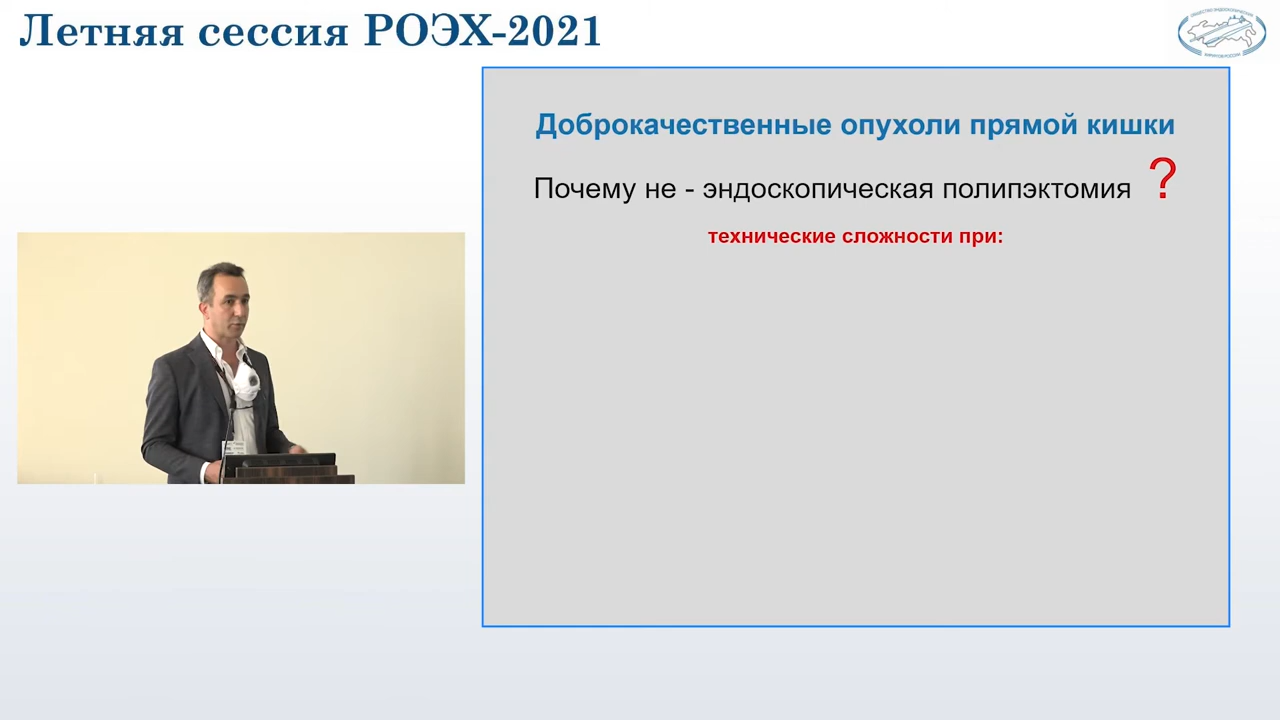 Летняя сессия РОЭХ-2021
Доброкачественные опухоли прямой кишки
Почему не - эндоскопическая полипэктомия ?
технические сложности при: